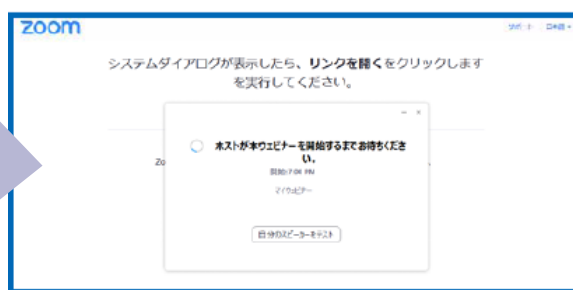 zoom
サポート 日本語
システムダイアログが表示したら、リンクを開くをクリックします
を実行してください。
Zo
ホストが本ウェビナーを開始するまでお待ちくださ
い。
開始: 7:00 PM
マイウェビナー
自分のスピーカーをテスト